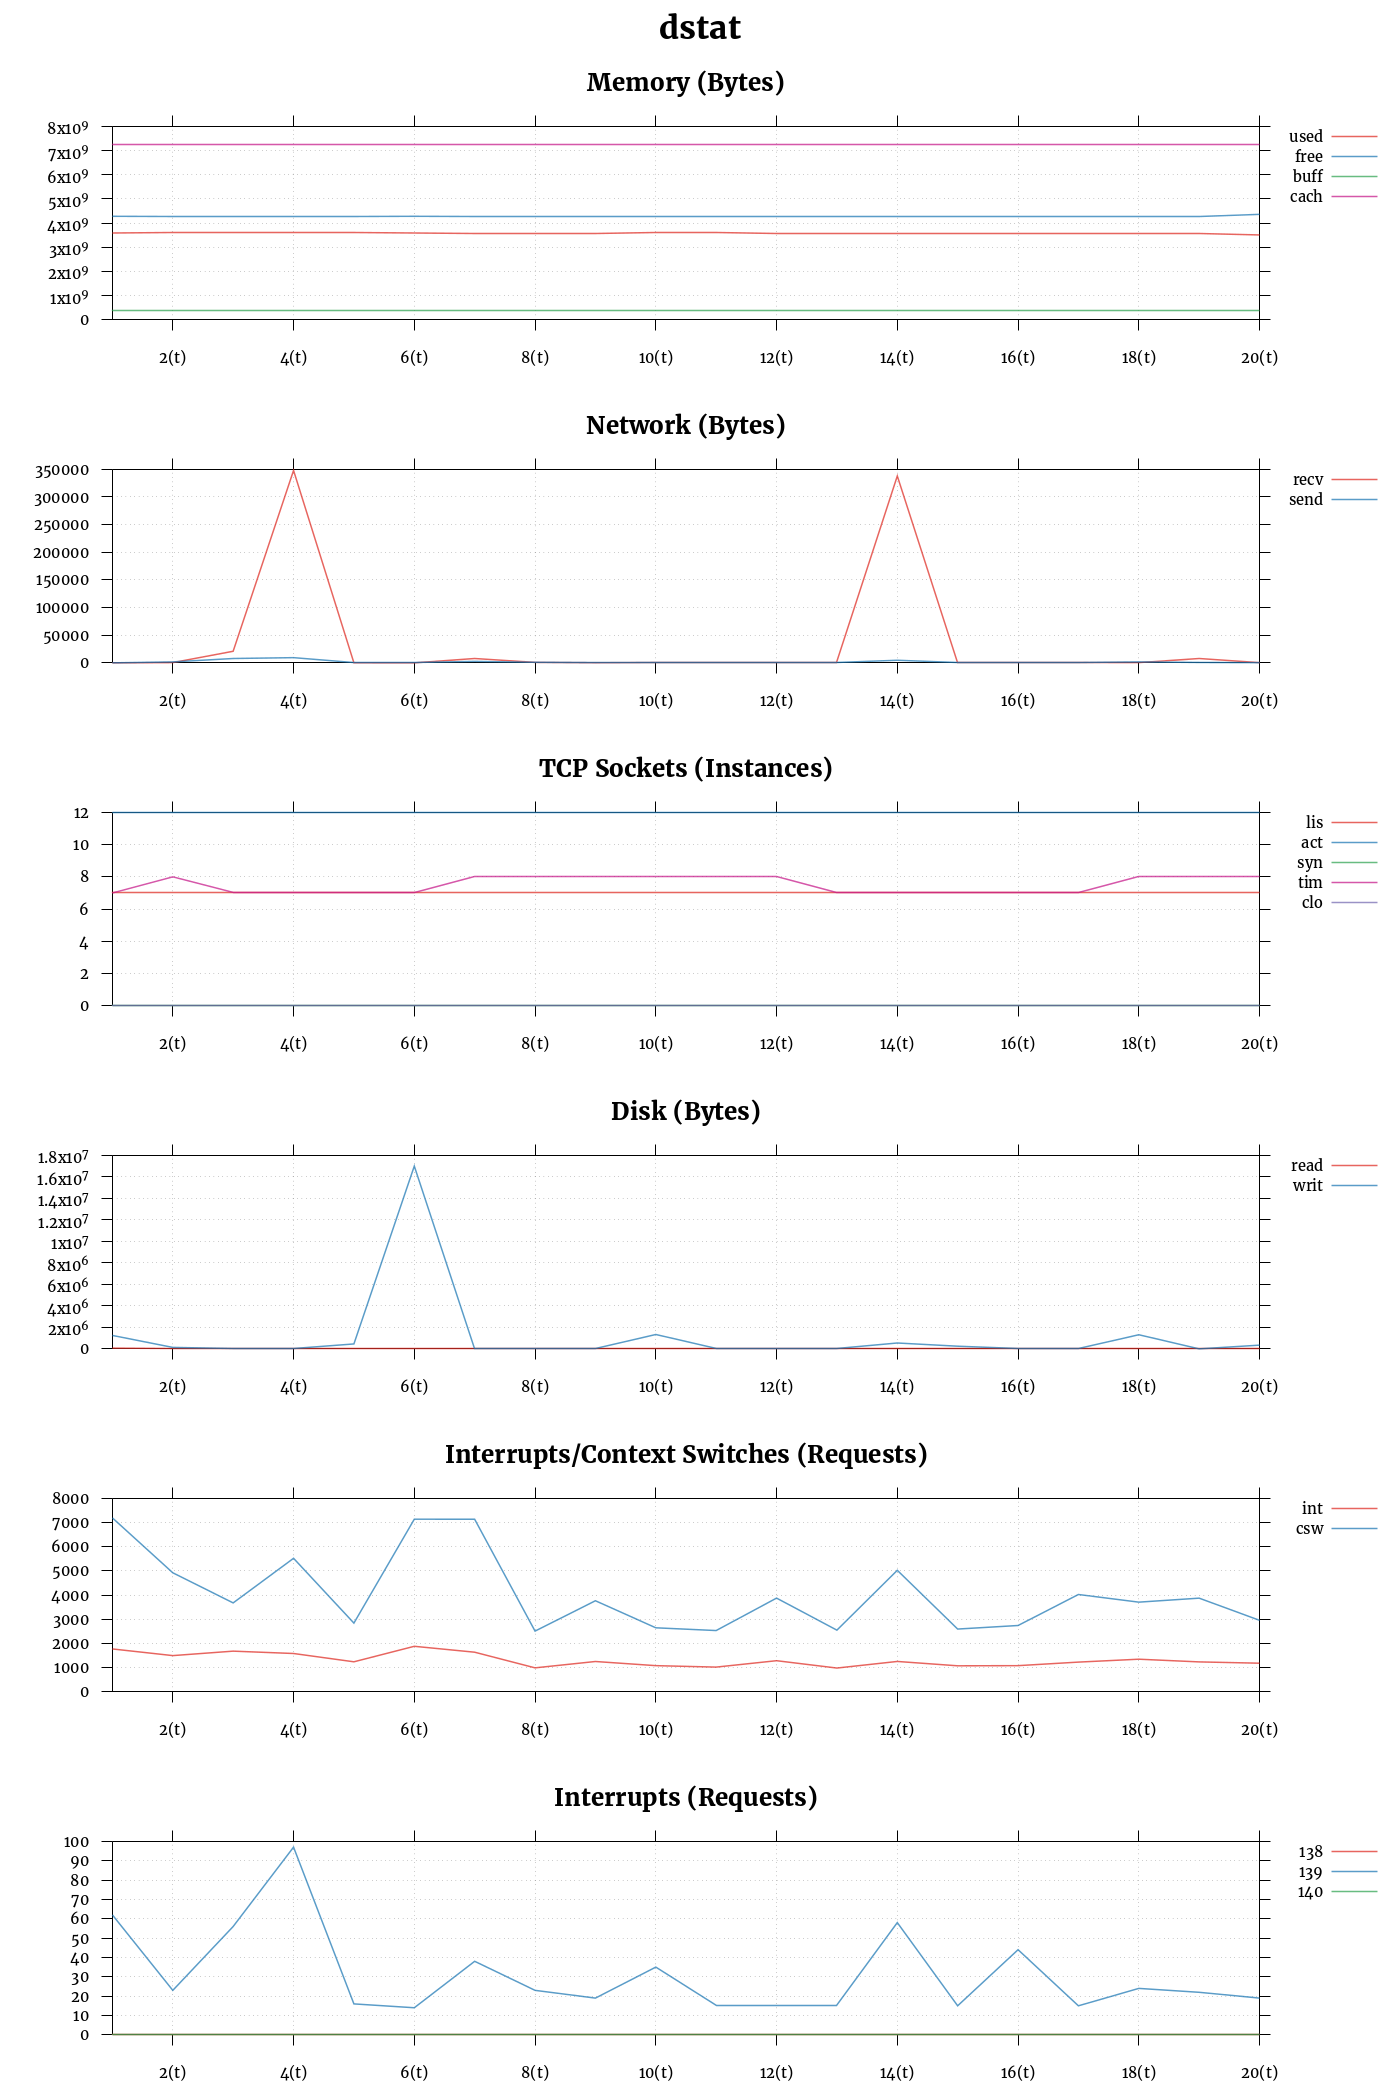 dstat
Memory (Bytes)
8x10⁹
7x10⁹
6x10⁹
5x10⁹
4x10⁹
3x10⁹
2x10⁹
1x10⁹
0
used
free
buff
cach
2(t) 4(t) 6(t) 8(t) 10(t) 12(t) 14(t) 16(t) 18(t) 20(t)
Network (Bytes)
350000
300000
250000
200000
150000
100000
50000
0
recv
send
2(t) 4(t) 6(t) 8(t) 10(t) 12(t) 14(t) 16(t) 18(t) 20(t)
TCP Sockets (Instances)
12
10
8
6
4
2
0
lis
act
syn
tim
clo
2(t) 4(t) 6(t) 8(t) 10(t) 12(t) 14(t) 16(t) 18(t) 20(t)
Disk (Bytes)
1.8x10⁷
1.6x10⁷
1.4x10⁷
1.2x10⁷
1x10⁷
8x10⁶
6x10⁶
4x10⁶
2x10⁶
0
read
writ
2(t) 4(t) 6(t) 8(t) 10(t) 12(t) 14(t) 16(t) 18(t) 20(t)
Interrupts/Context Switches (Requests)
8000
7000
6000
5000
4000
3000
2000
1000
0
int
csw
2(t) 4(t) 6(t) 8(t) 10(t) 12(t) 14(t) 16(t) 18(t) 20(t)
Interrupts (Requests)
100
90
80
70
60
50
40
30
20
10
0
138
139
140
2(t) 4(t) 6(t) 8(t) 10(t) 12(t) 14(t) 16(t) 18(t) 20(t)